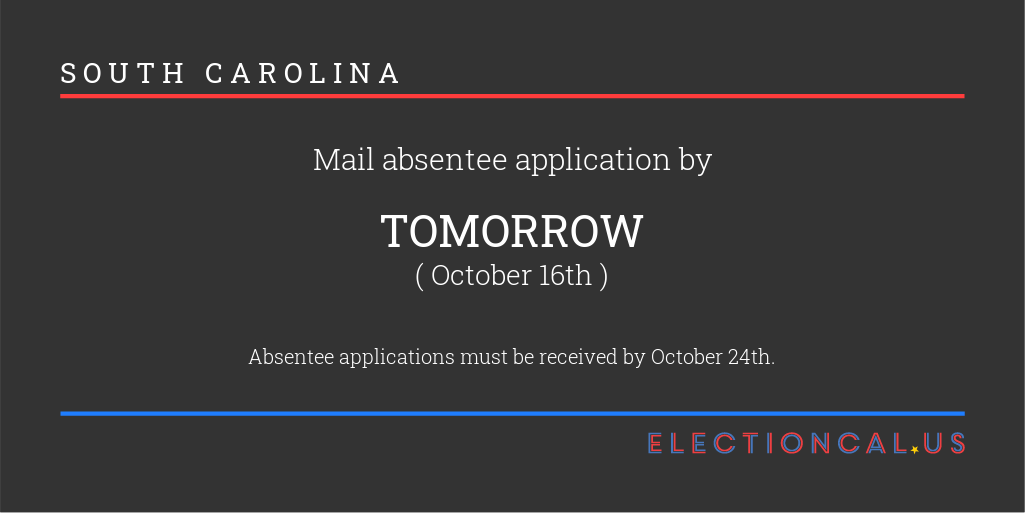 SOUTH CAROLINA
Mail absentee application by
TOMORROW
( October 16th )
Absentee applications must be received by October 24th.
ELECTIONCAL.US